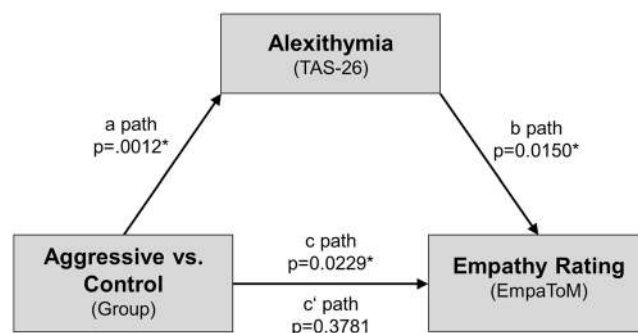 Alexithymia
(TAS-26)
a path
p=.0012*
b path
p=0.0150*
Aggressive vs.
Control
(Group)
c path
p=0.0229*
c‘ path
p=0.3781
Empathy Rating
(EmpaToM)